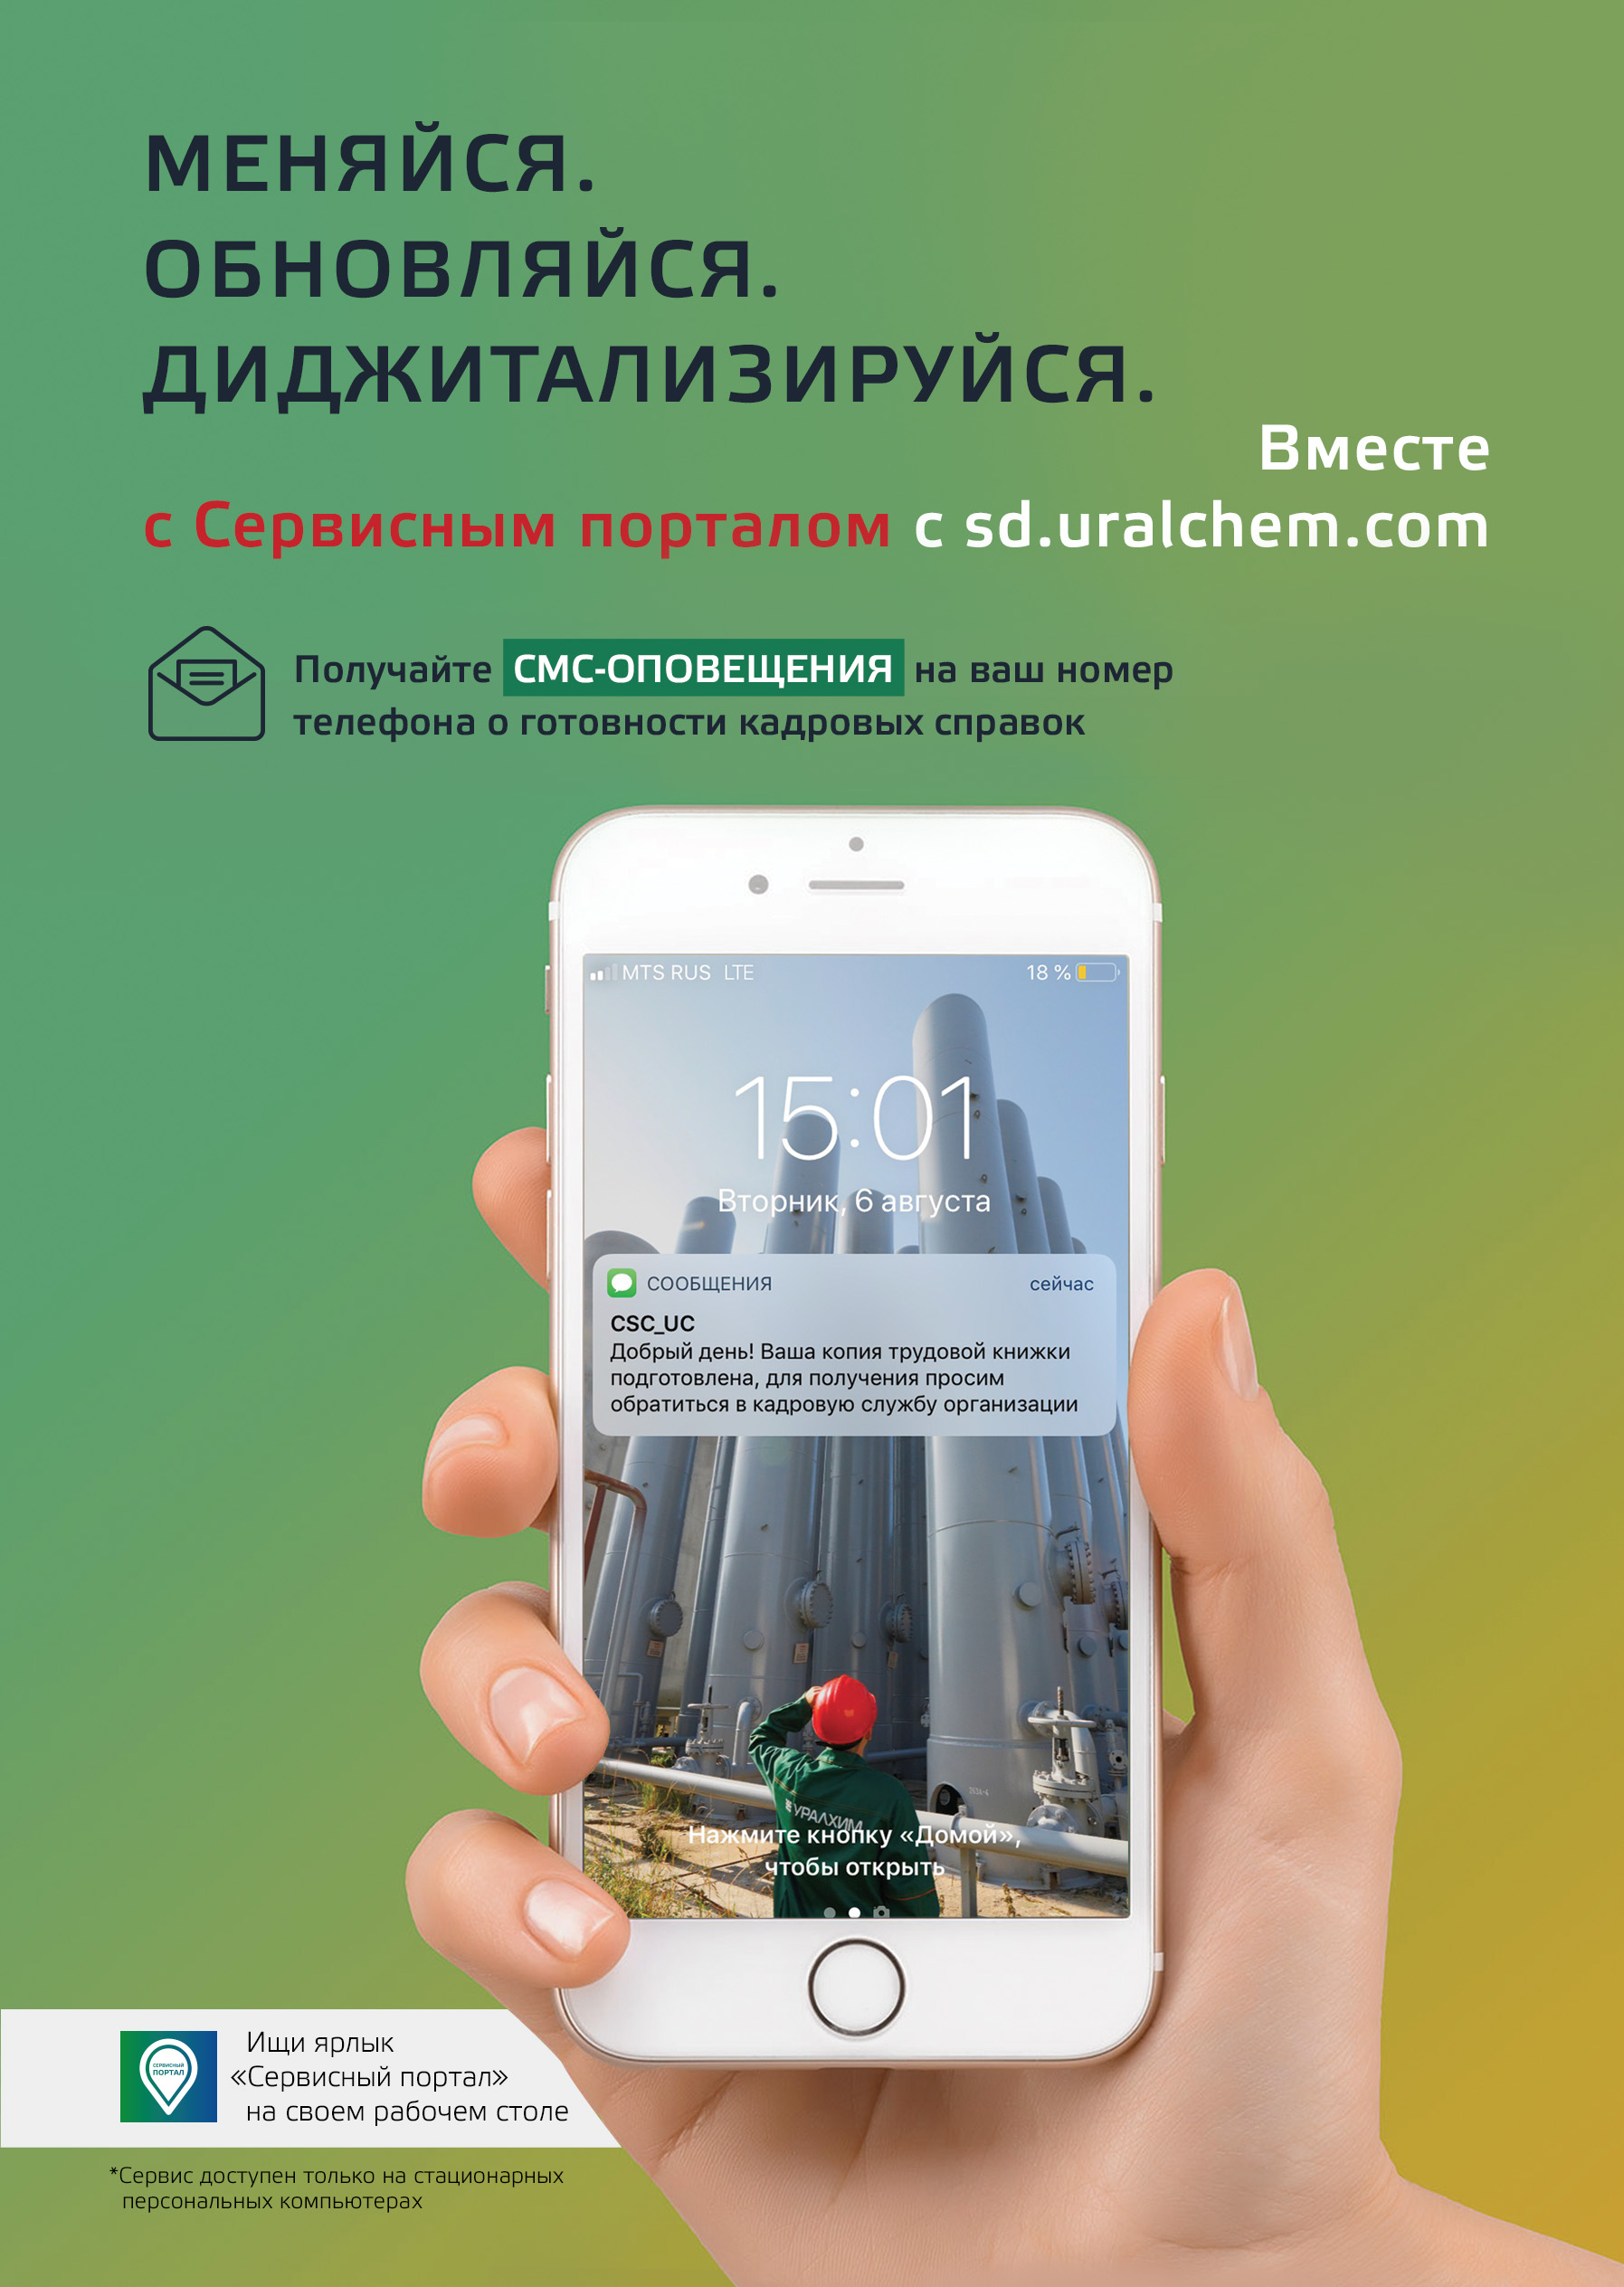 МЕНЯЙСЯ.
ОБНОВЛЯЙСЯ.
ДИДЖИТАЛИЗИРУЙСЯ.
Вместе
с Сервисным порталом с sd.uralchem.com
Получайте СМС-ОПОВЕЩЕНИЯ на ваш номер
телефона о готовности кадровых справок
MTS RUS LTE 18 %
15:01
Вторник, 6 августа
СООБЩЕНИЯ сейчас
CSC_UC
Добрый день! Ваша копия трудовой книжки
подготовлена, для получения просим
обратиться в кадровую службу организации
УРАЛХИМ
Нажмите кнопку «Домой»,
чтобы открыть
СЕРВИСНЫЙ
ПОРТАЛ
Ищи ярлык
«Сервисный портал»
на своем рабочем столе
*Сервис доступен только на стационарных
персональных компьютерах